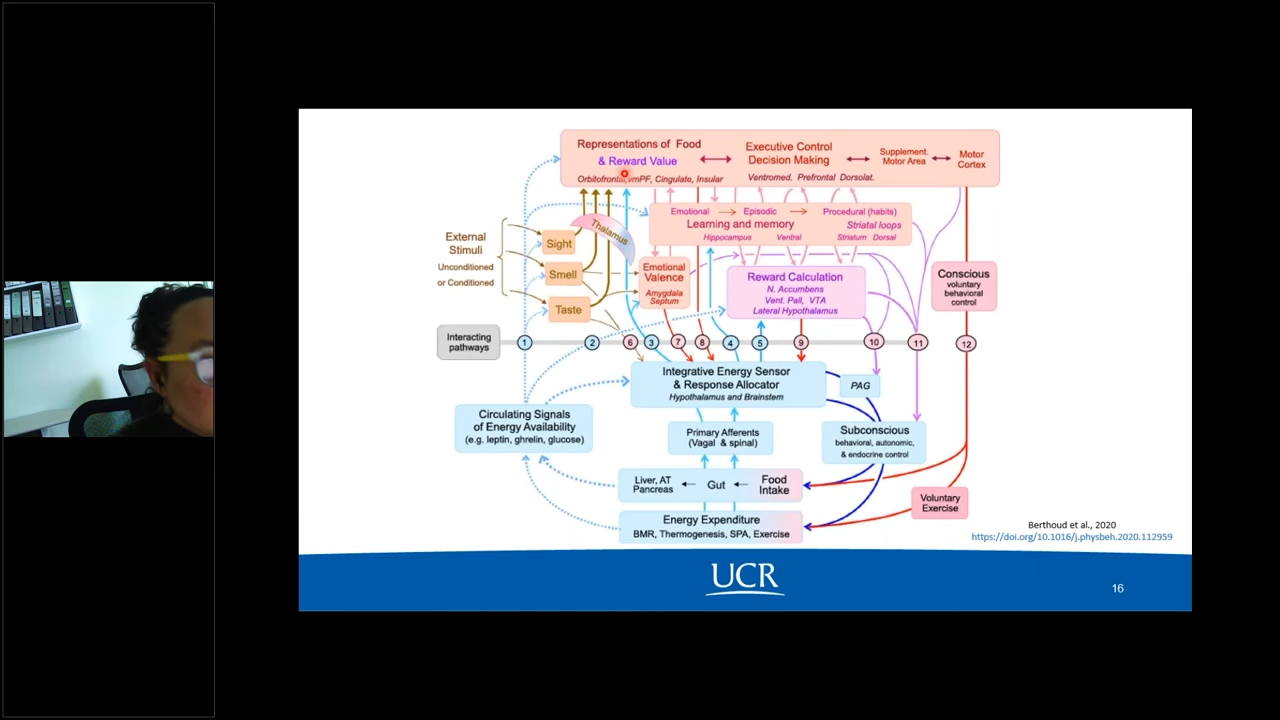 Representations of Food
& Reward Value
Orbitofrontal,vmPF, Cingulate, Insular
Executive Control
Decision Making
Ventromed. Prefrontal Dorsolat.
Supplement.
Motor Area
Motor
Cortex
Emotional
Episodic
Procedural (habits)
Learning and memory
Striatal loops
Hippocampus
Ventral
Striatum Dorsal
Thalamus
External
Stimuli
Unconditioned
or Conditioned
Sight
Smell
Taste
Emotional
Valence
Amygdala
Septum
Reward Calculation
N. Accumbens
Vent. Pall, VTA
Lateral Hypothalamus
Conscious
voluntary
behavioral
control
Interacting
pathways
1
2
6
3
7
8
4
5
9
10
11
12
Integrative Energy Sensor
& Response Allocator
Hypothalamus and Brainstem
PAG
Circulating Signals
of Energy Availability
(e.g. leptin, ghrelin, glucose)
Primary Afferents
(Vagal & spinal)
Subconscious
behavioral, autonomic,
& endocrine control
Liver, AT
Pancreas
Gut
Food
Intake
Voluntary
Exercise
Energy Expenditure
BMR, Thermogenesis, SPA, Exercise
Berthoud et al., 2020
https://doi.org/10.1016/j.physbeh.2020.112959
UCR
16